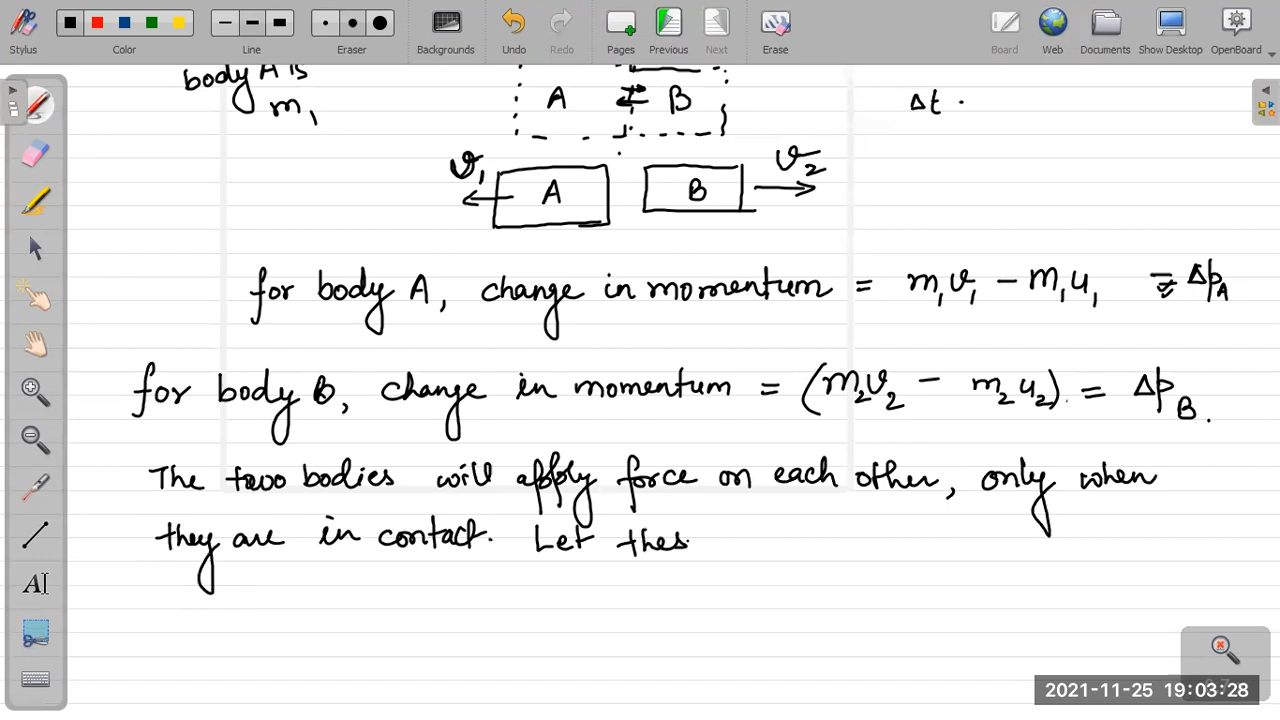 Stylus
Color
Line
Eraser
Backgrounds
Undo
Redo
Pages
Previous
Next
Erase
Board
Web
Documents
Show Desktop
OpenBoard
body A is
m₁
A
B
Δt.
v₁
A
B
v₂
for body A, change in momentum = m₁v₁ - m₁u₁ = Δp_A
for body B, change in momentum = (m₂v₂ - m₂u₂) = Δp_B.
The two bodies will apply force on each other, only when
they are in contact. Let thes
2021-11-25 19:03:28